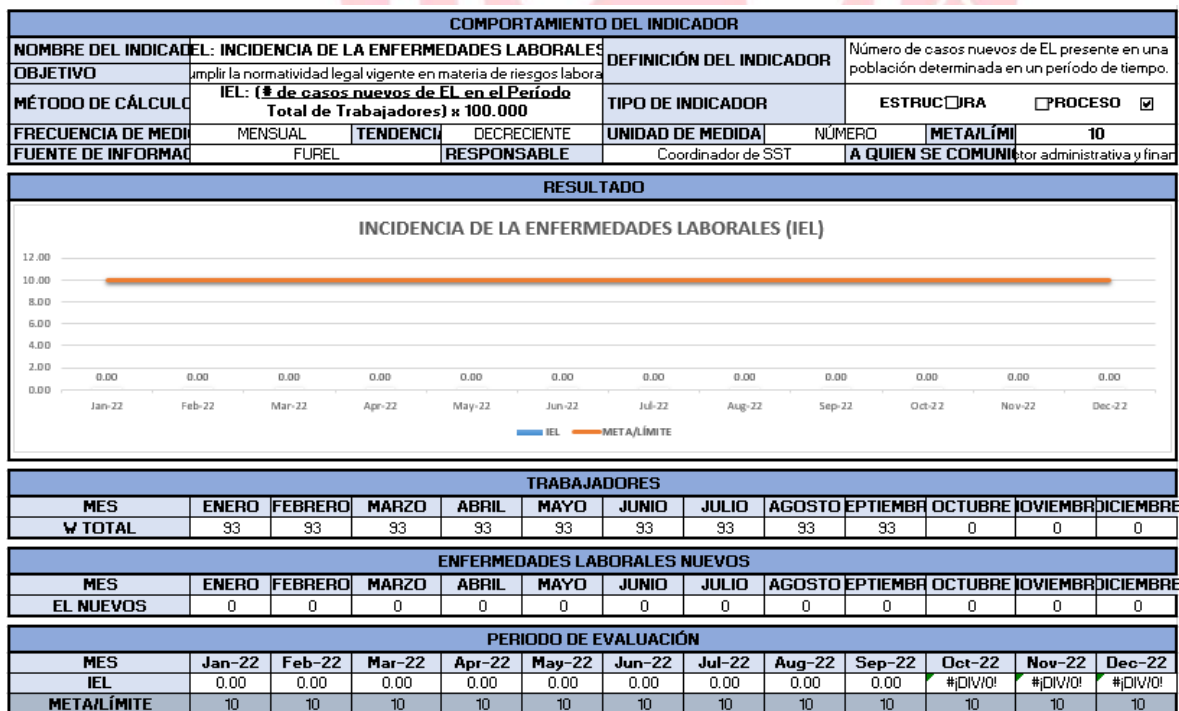 COMPORTAMIENTO DEL INDICADOR
NOMBRE DEL INDICAD EL: INCIDENCIA DE LA ENFERMEDADES LABORALES DEFINICIÓN DEL INDICADOR Número de casos nuevos de EL presente en una
población determinada en un período de tiempo.
OBJETIVO umplir la normatividad legal vigente en materia de riesgos labora
MÉTODO DE CÁLCULO IEL: (# de casos nuevos de EL en el Período
Total de Trabajadores) x 100.000 TIPO DE INDICADOR ESTRUC URA PROCESO
FRECUENCIA DE MEDI MENSUAL TENDENCIA DECRECIENTE UNIDAD DE MEDIDA NÚMERO META/LÍMI 10
FUENTE DE INFORMAC FUREL RESPONSABLE Coordinador de SST A QUIEN SE COMUNI ctor administrativa y finan
RESULTADO
INCIDENCIA DE LA ENFERMEDADES LABORALES (IEL)
12.00
10.00
8.00
6.00
4.00
2.00
0.00
0.00 0.00 0.00 0.00 0.00 0.00 0.00 0.00 0.00 0.00 0.00 0.00
Jan-22 Feb-22 Mar-22 Apr-22 May-22 Jun-22 Jul-22 Aug-22 Sep-22 Oct-22 Nov-22 Dec-22
IEL META/LÍMITE
TRABAJADORES
MES ENERO FEBRERO MARZO ABRIL MAYO JUNIO JULIO AGOSTO EPTIEMBR OCTUBRE IOVIEMBR DICIEMBRE
W TOTAL 93 93 93 93 93 93 93 93 93 0 0 0
ENFERMEDADES LABORALES NUEVOS
MES ENERO FEBRERO MARZO ABRIL MAYO JUNIO JULIO AGOSTO EPTIEMBR OCTUBRE IOVIEMBR DICIEMBRE
EL NUEVOS 0 0 0 0 0 0 0 0 0 0 0 0
PERIODO DE EVALUACIÓN
MES Jan-22 Feb-22 Mar-22 Apr-22 May-22 Jun-22 Jul-22 Aug-22 Sep-22 Oct-22 Nov-22 Dec-22
IEL 0.00 0.00 0.00 0.00 0.00 0.00 0.00 0.00 0.00 #¡DIV/0! #¡DIV/0! #¡DIV/0!
META/LÍMITE 10 10 10 10 10 10 10 10 10 10 10 10